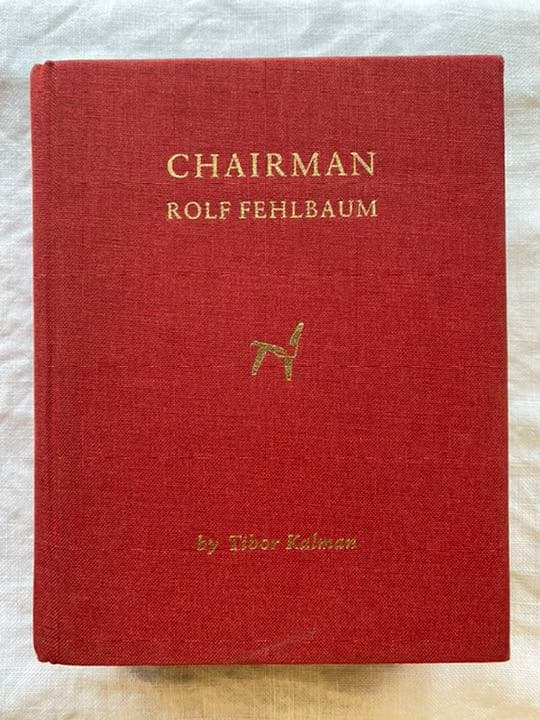 CHAIRMAN
ROLF FEHLBAUM
by Tibor Kalman